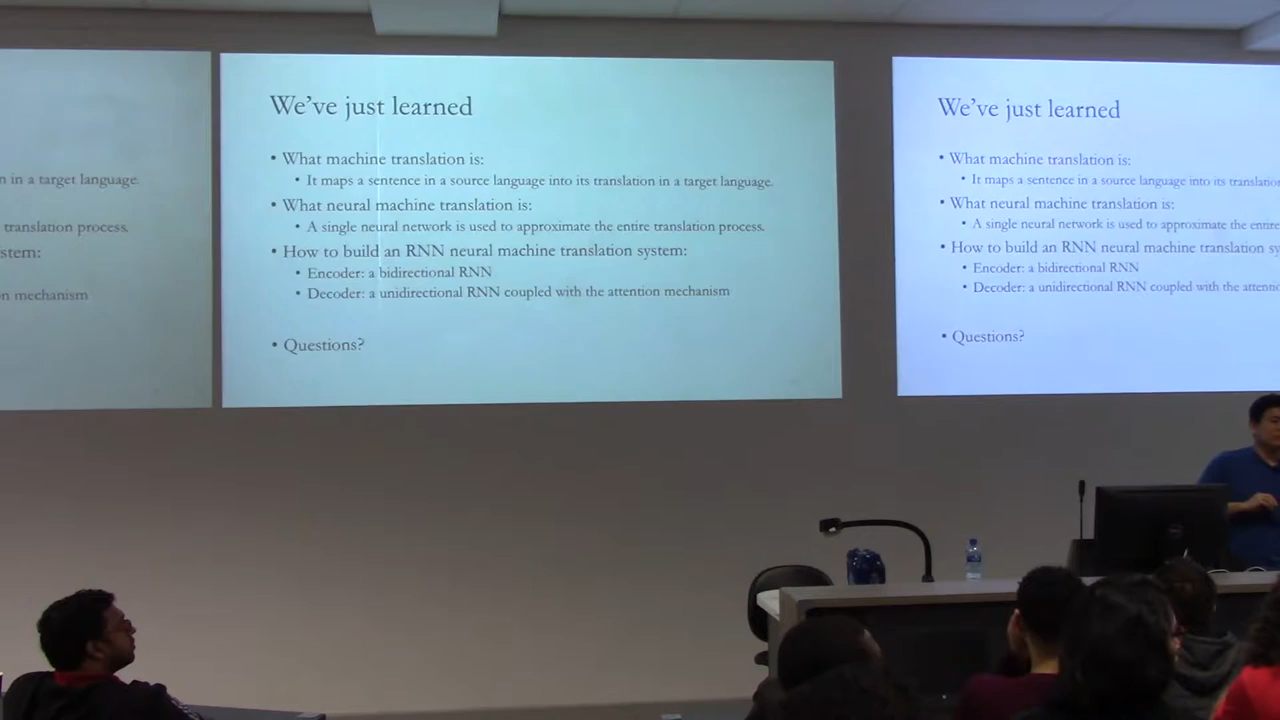 n in a target language.
translation process.
stem:
on mechanism
We've just learned
• What machine translation is:
• It maps a sentence in a source language into its translation in a target language.
• What neural machine translation is:
• A single neural network is used to approximate the entire translation process.
• How to build an RNN neural machine translation system:
• Encoder: a bidirectional RNN
• Decoder: a unidirectional RNN coupled with the attention mechanism
• Questions?
We've just learned
• What machine translation is:
• It maps a sentence in a source language into its translation
• What neural machine translation is:
• A single neural network is used to approximate the entire
• How to build an RNN neural machine translation sy
• Encoder: a bidirectional RNN
• Decoder: a unidirectional RNN coupled with the attentio
• Questions?